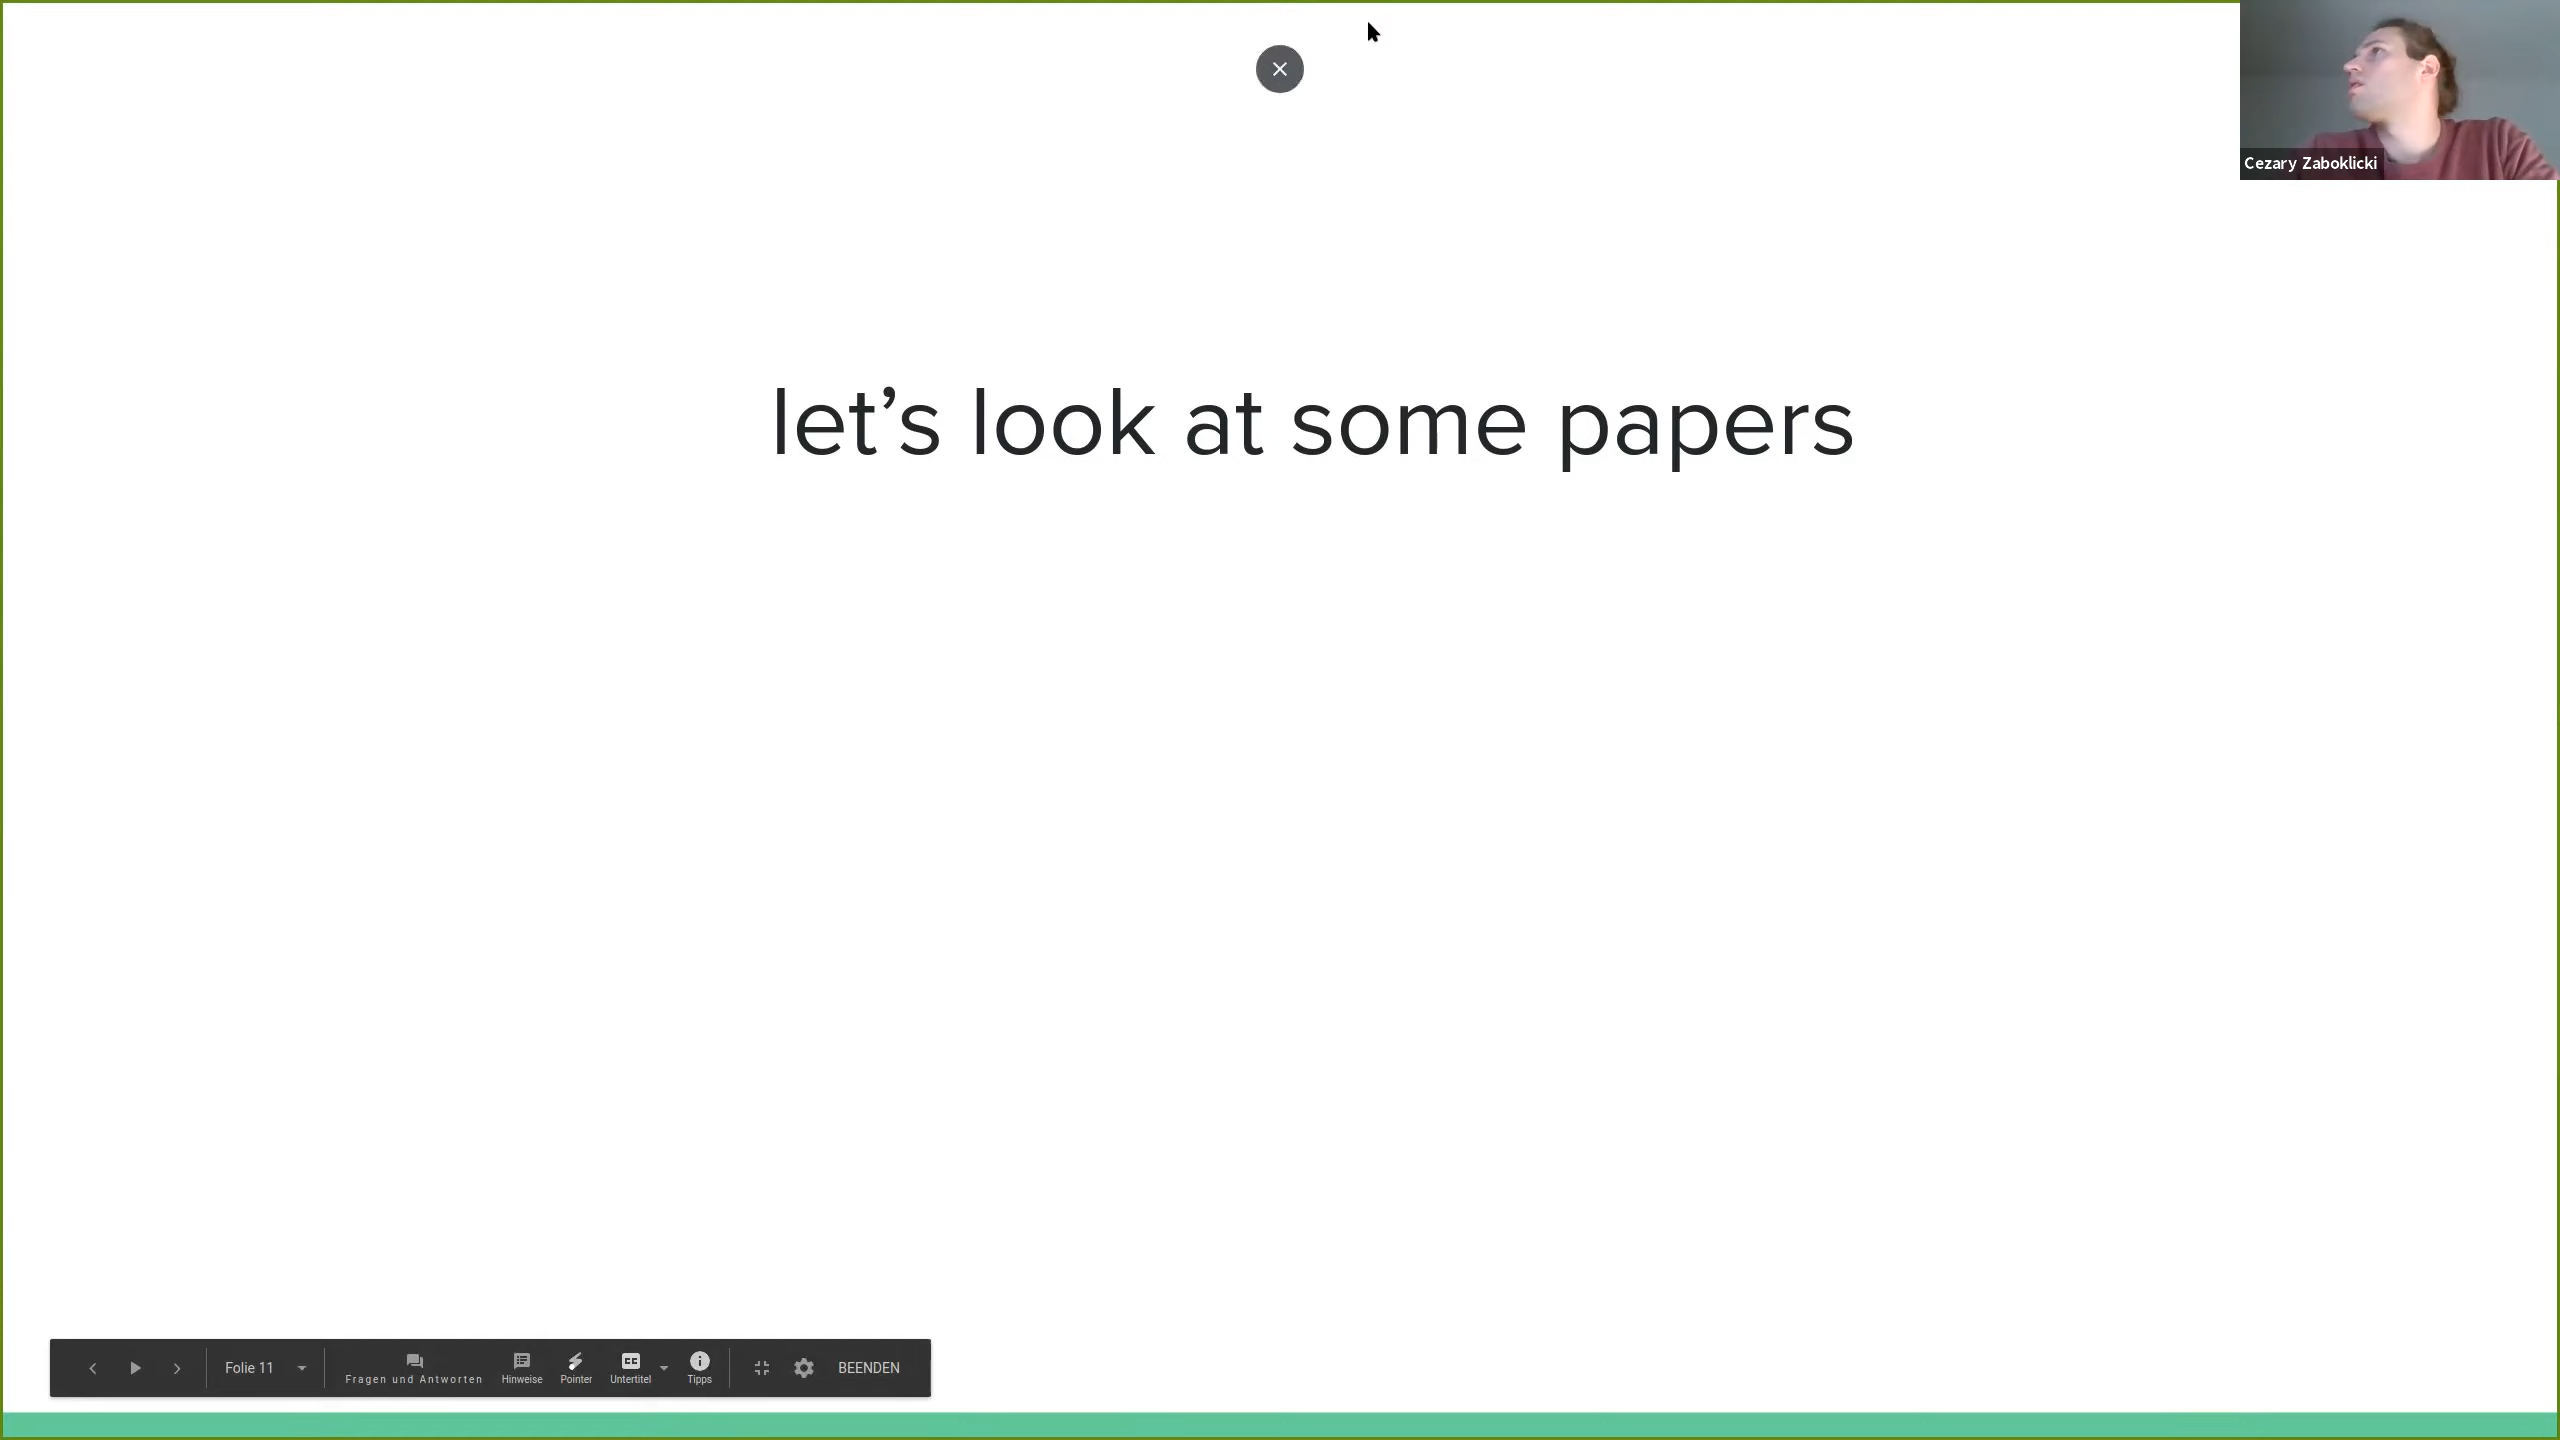 Cezary Zaboklicki
let’s look at some papers
Folie 11
Fragen und Antworten
Hinweise
Pointer
Untertitel
Tipps
BEENDEN